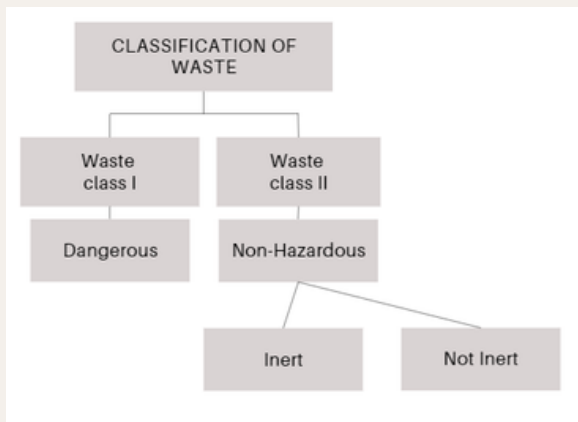 CLASSIFICATION OF
WASTE
Waste
class I
Waste
class II
Dangerous
Non-Hazardous
Inert
Not Inert